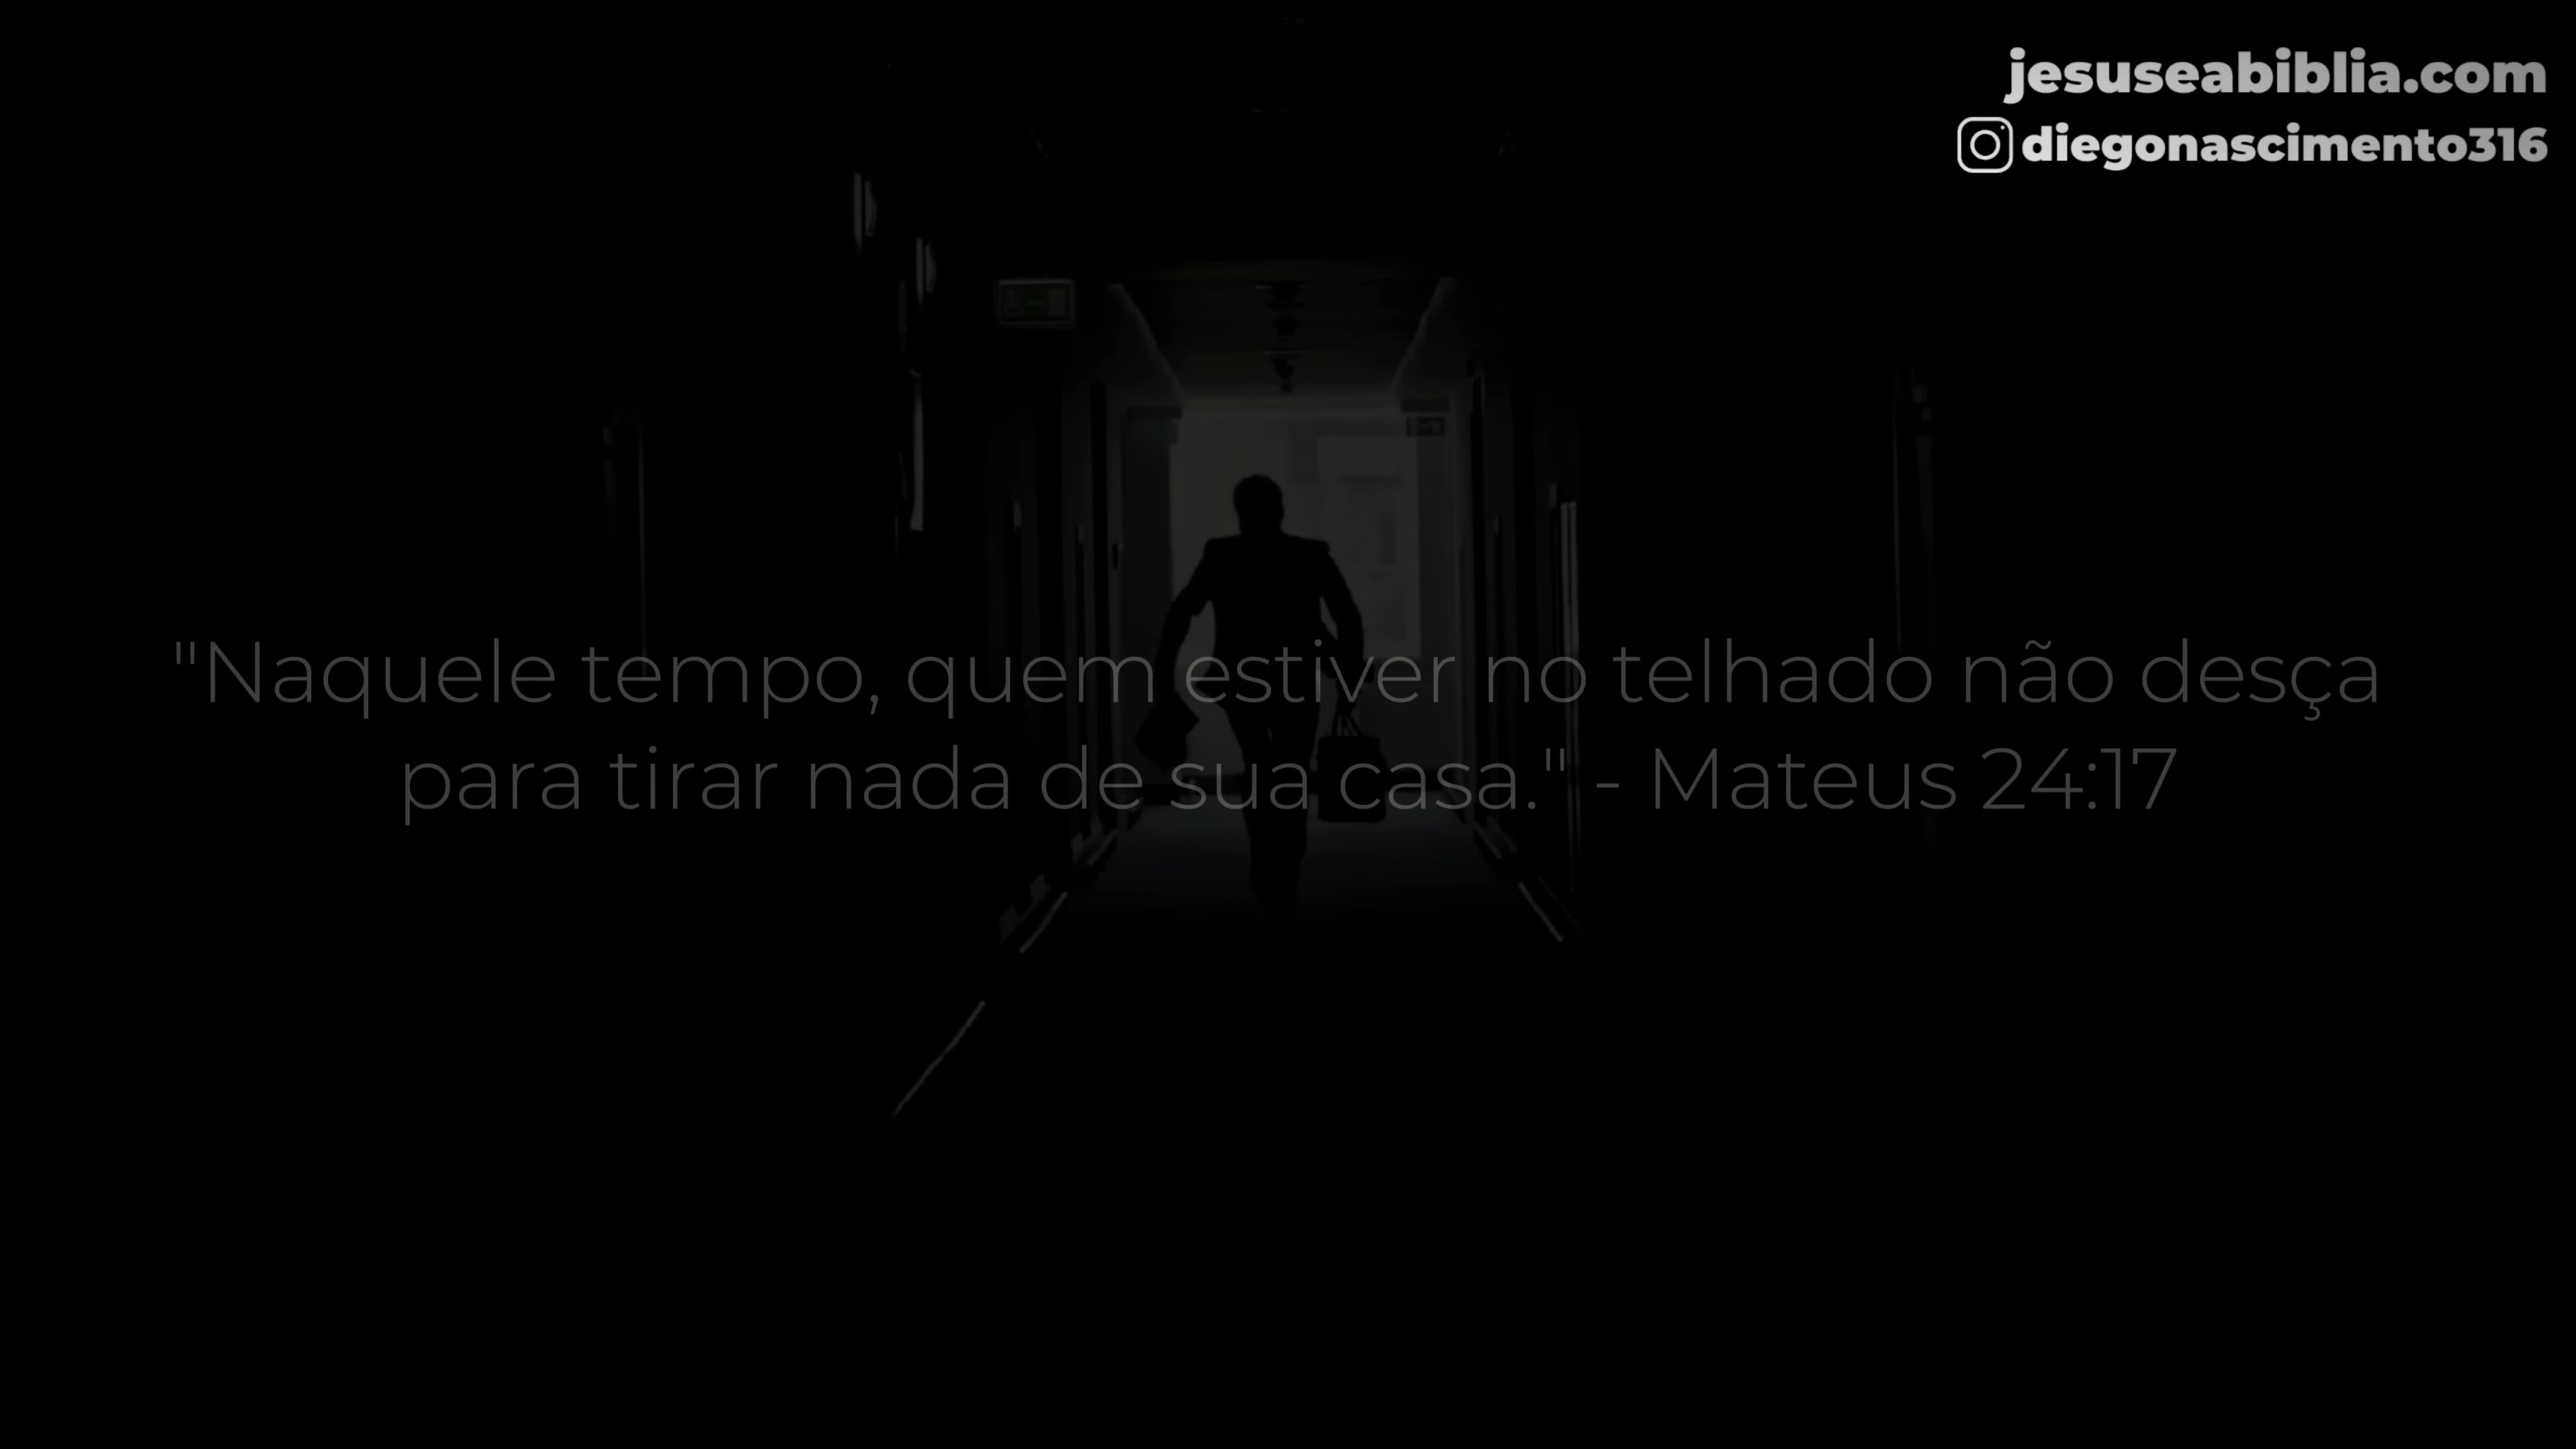 jesuseabiblia.com
diegonascimento316
"Naquele tempo, quem estiver no telhado não desça
para tirar nada de sua casa." - Mateus 24:17